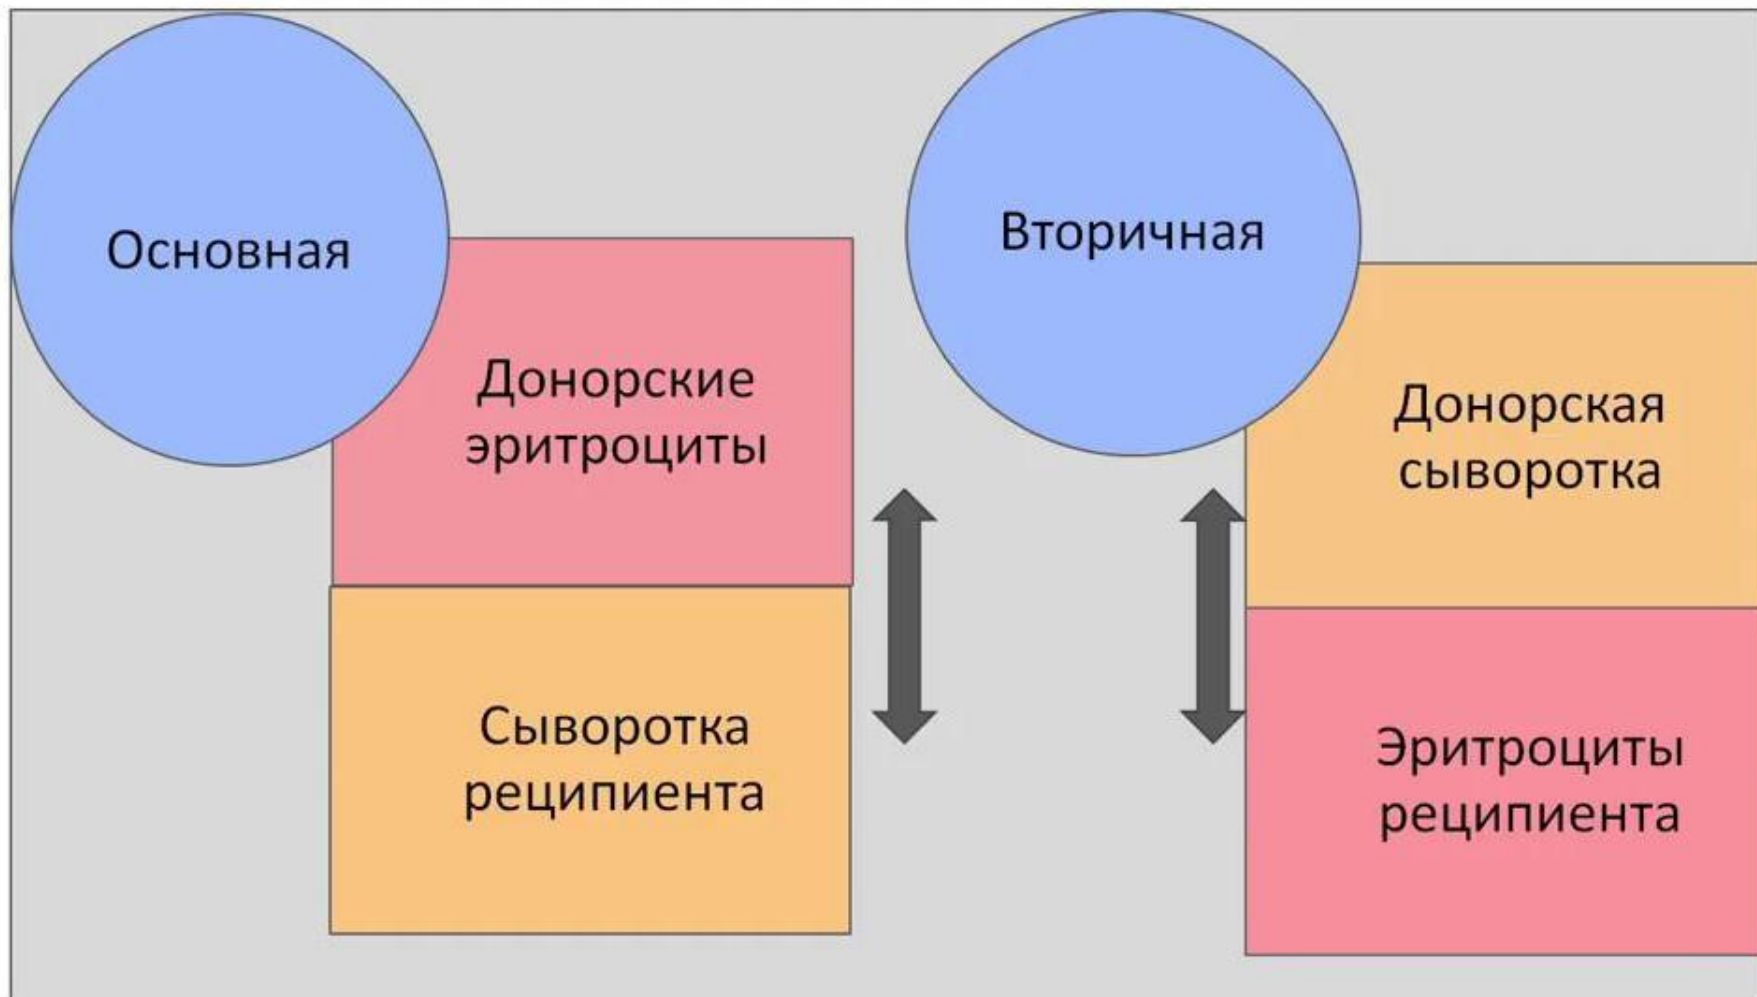 Основная
Донорские
эритроциты
Сыворотка
реципиента
Вторичная
Донорская
сыворотка
Эритроциты
реципиента